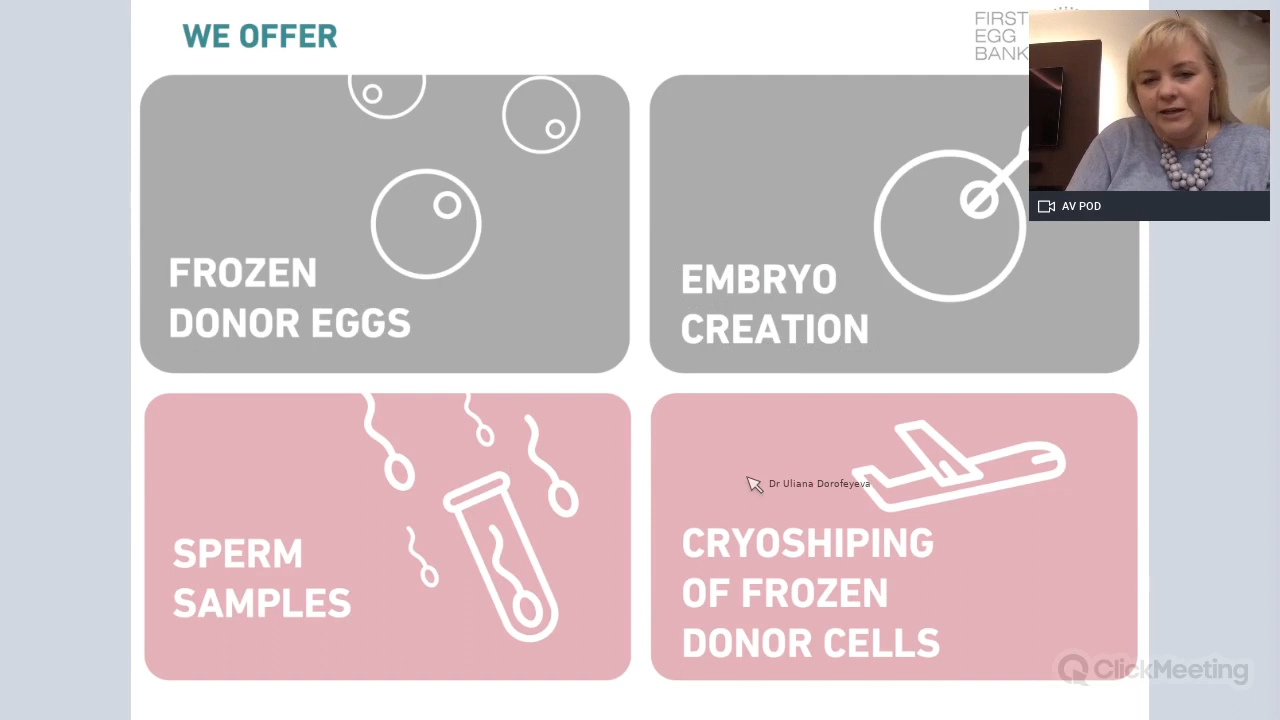 WE OFFER
FIRST
EGG
BANK
AV POD
FROZEN
DONOR EGGS
EMBRYO
CREATION
SPERM
SAMPLES
Dr Uliana Dorofeyeva
CRYOSHIPING
OF FROZEN
DONOR CELLS
ClickMeeting